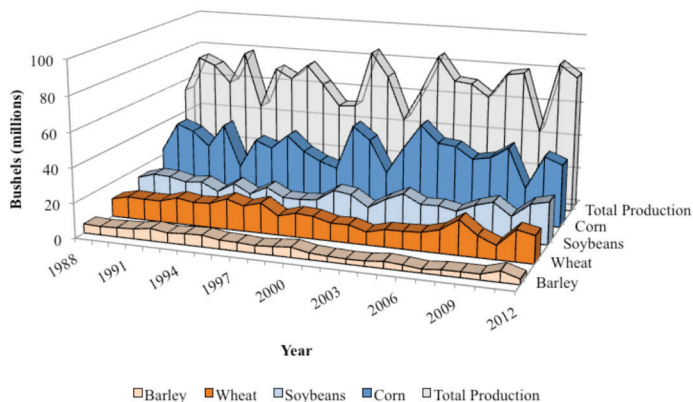 100
80
60
40
20
0
Bushels (millions)
1988
1991
1994
1997
2000
2003
2006
2009
2012
Total Production
Corn
Soybeans
Wheat
Barley
Year
Barley Wheat Soybeans Corn Total Production